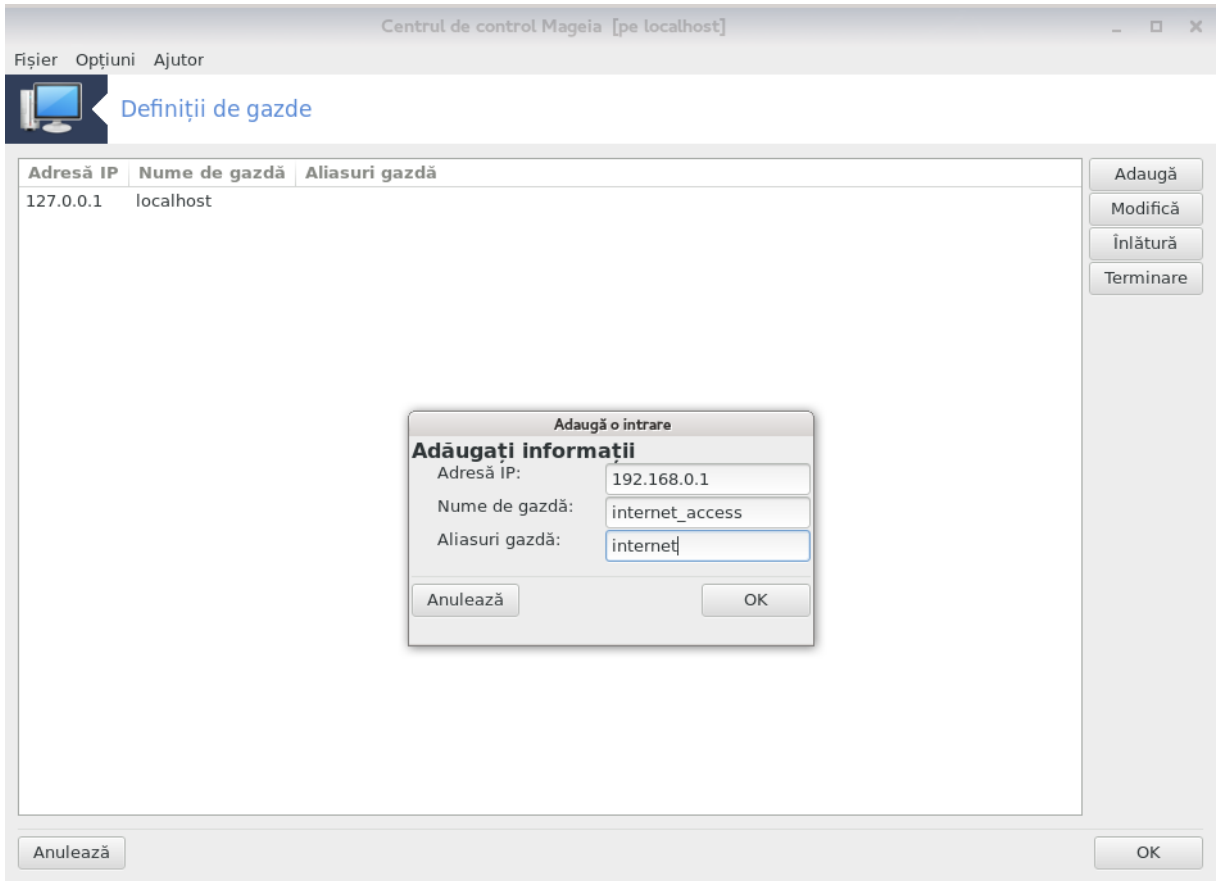 Centrul de control Mageia [pe localhost]
Fișier Opțiuni Ajutor
Definiții de gazde
Adresă IP Nume de gazdă Aliasuri gazdă
127.0.0.1 localhost
Adaugă
Modifică
Înlătură
Terminare
Adaugă o intrare
Adăugați informații
Adresă IP: 192.168.0.1
Nume de gazdă: internet_access
Aliasuri gazdă: internet
Anulează OK
Anulează OK